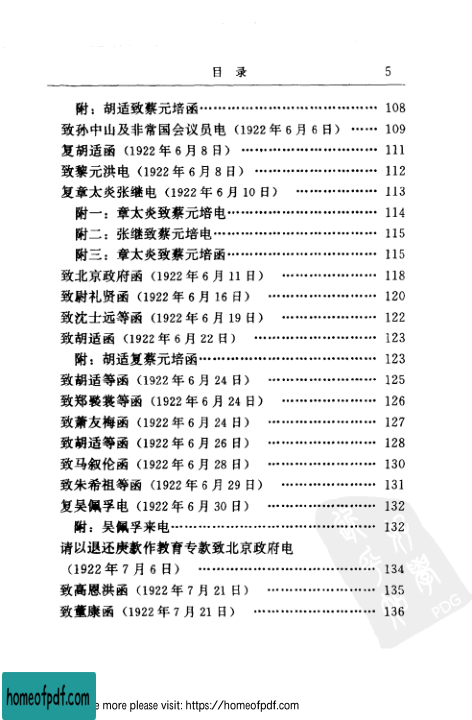 目 录 5
附：胡适致蔡元培函…………………………………… 108
致孙中山及非常国会议员电（1922 年 6 月 6 日） …… 109
复胡适函（1922 年 6 月 8 日） ………………………… 111
致黎元洪电（1922 年 6 月 8 日） ……………………… 112
复章太炎张继电（1922 年 6 月 10 日） ……………… 113
附一：章太炎致蔡元培电……………………………… 114
附二：张继致蔡元培电………………………………… 115
附三：章太炎致蔡元培函……………………………… 115
致北京政府函（1922 年 6 月 11 日） ………………… 118
致尉礼贤函（1922 年 6 月 16 日） …………………… 120
致沈士远等函（1922 年 6 月 19 日） ………………… 122
致胡适函（1922 年 6 月 22 日） ……………………… 123
附：胡适复蔡元培函…………………………………… 123
致胡适等函（1922 年 6 月 24 日） …………………… 125
致郑褧裳等函（1922 年 6 月 24 日） ………………… 126
致萧友梅函（1922 年 6 月 24 日） …………………… 127
致胡适等函（1922 年 6 月 26 日） …………………… 128
致马叙伦函（1922 年 6 月 28 日） …………………… 130
致朱希祖等函（1922 年 6 月 29 日） ………………… 131
复吴佩孚电（1922 年 6 月 30 日） …………………… 132
附：吴佩孚来电………………………………………… 132
请以退还庚款作教育专款致北京政府电
（1922 年 7 月 6 日） ………………………………… 134
致高恩洪函（1922 年 7 月 21 日） …………………… 135
致董康函（1922 年 7 月 21 日） ……………………… 136
PDG
homeofpdf.com
e more please visit: https://homeofpdf.com